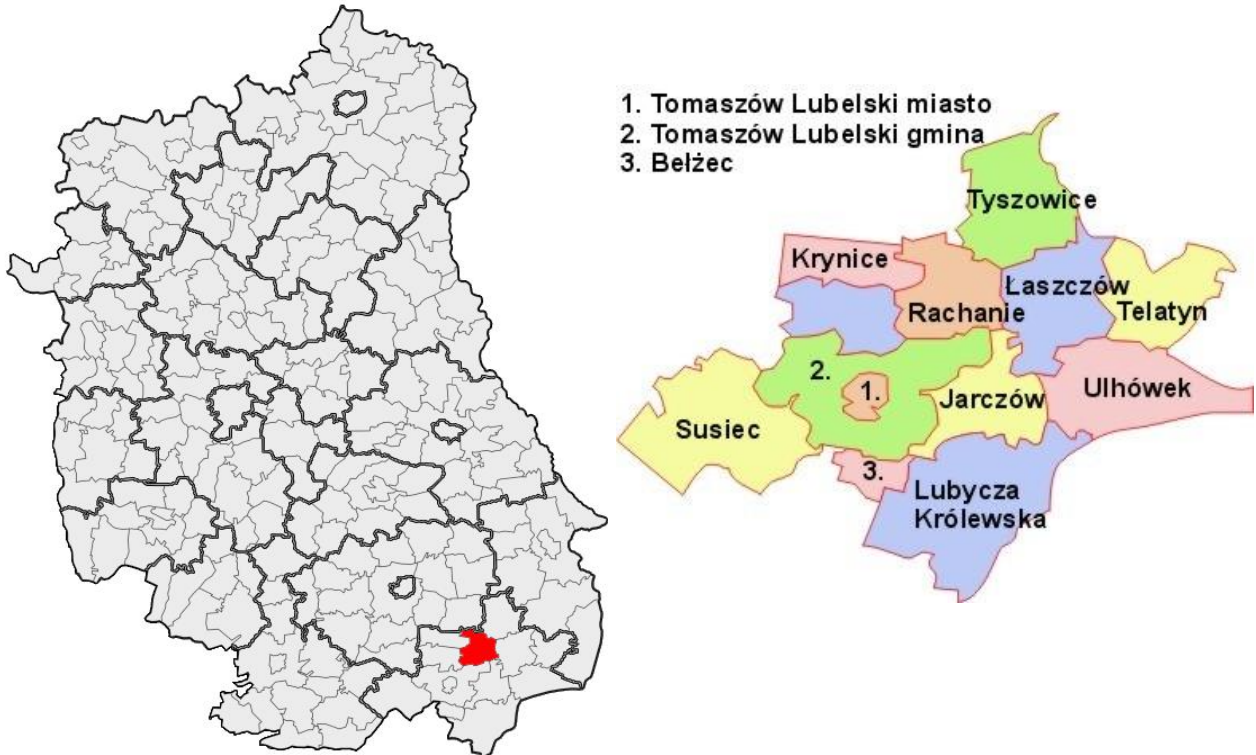 1. Tomaszów Lubelski miasto
2. Tomaszów Lubelski gmina
3. Bełżec
Tyszowice
Krynice
Łaszczów
Rachanie
Telatyn
2.
1.
Jarczów
Ulhówek
Susiec
3.
Lubycza
Królewska